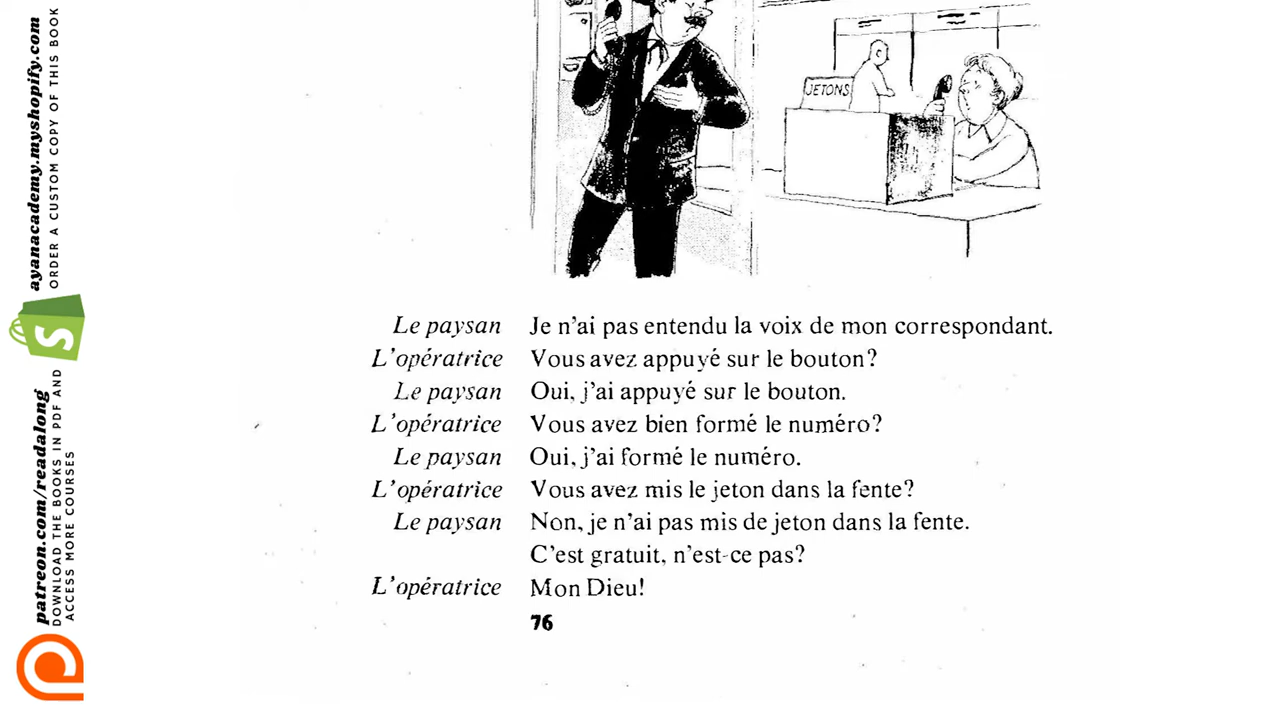 JETONS
Le paysan Je n'ai pas entendu la voix de mon correspondant.
L'opératrice Vous avez appuyé sur le bouton?
Le paysan Oui, j'ai appuyé sur le bouton.
L'opératrice Vous avez bien formé le numéro?
Le paysan Oui, j'ai formé le numéro.
L'opératrice Vous avez mis le jeton dans la fente?
Le paysan Non, je n'ai pas mis de jeton dans la fente.
C'est gratuit, n'est-ce pas?
L'opératrice Mon Dieu!
76
patreon.com/readalong
DOWNLOAD THE BOOKS IN PDF AND
ACCESS MORE COURSES
ayanacademy.myshopify.com
ORDER A CUSTOM COPY OF THIS BOOK